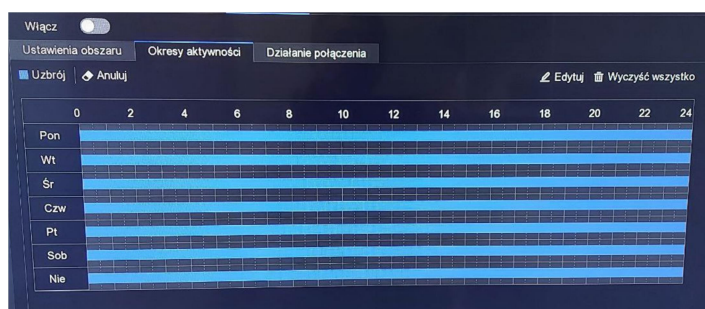 Włącz
Ustawienia obszaru Okresy aktywności Działanie połączenia
Uzbrój Anuluj Edytuj Wyczyść wszystko
0 2 4 6 8 10 12 14 16 18 20 22 24
Pon
Wt
Śr
Czw
Pt
Sob
Nie